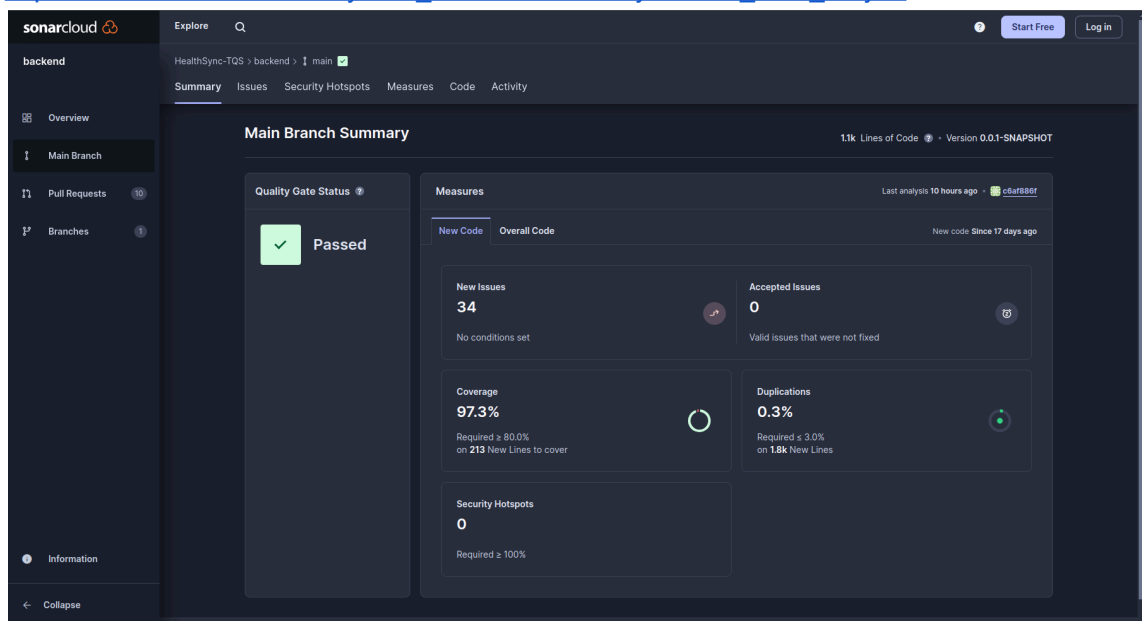 sonarcloud
Explore
Start Free
Log in
backend
HealthSync-TQS > backend > main
Summary Issues Security Hotspots Measures Code Activity
Overview
Main Branch
Pull Requests 10
Branches 1
Information
Collapse
Main Branch Summary
1.1k Lines of Code ? • Version 0.0.1-SNAPSHOT
Quality Gate Status ?
Passed
Measures
Last analysis 10 hours ago • c6af886f
New Code Overall Code
New code Since 17 days ago
New Issues
34
No conditions set
Accepted Issues
0
Valid issues that were not fixed
Coverage
97.3%
Required ≥ 80.0%
on 213 New Lines to cover
Duplications
0.3%
Required ≤ 3.0%
on 1.8k New Lines
Security Hotspots
0
Required ≥ 100%